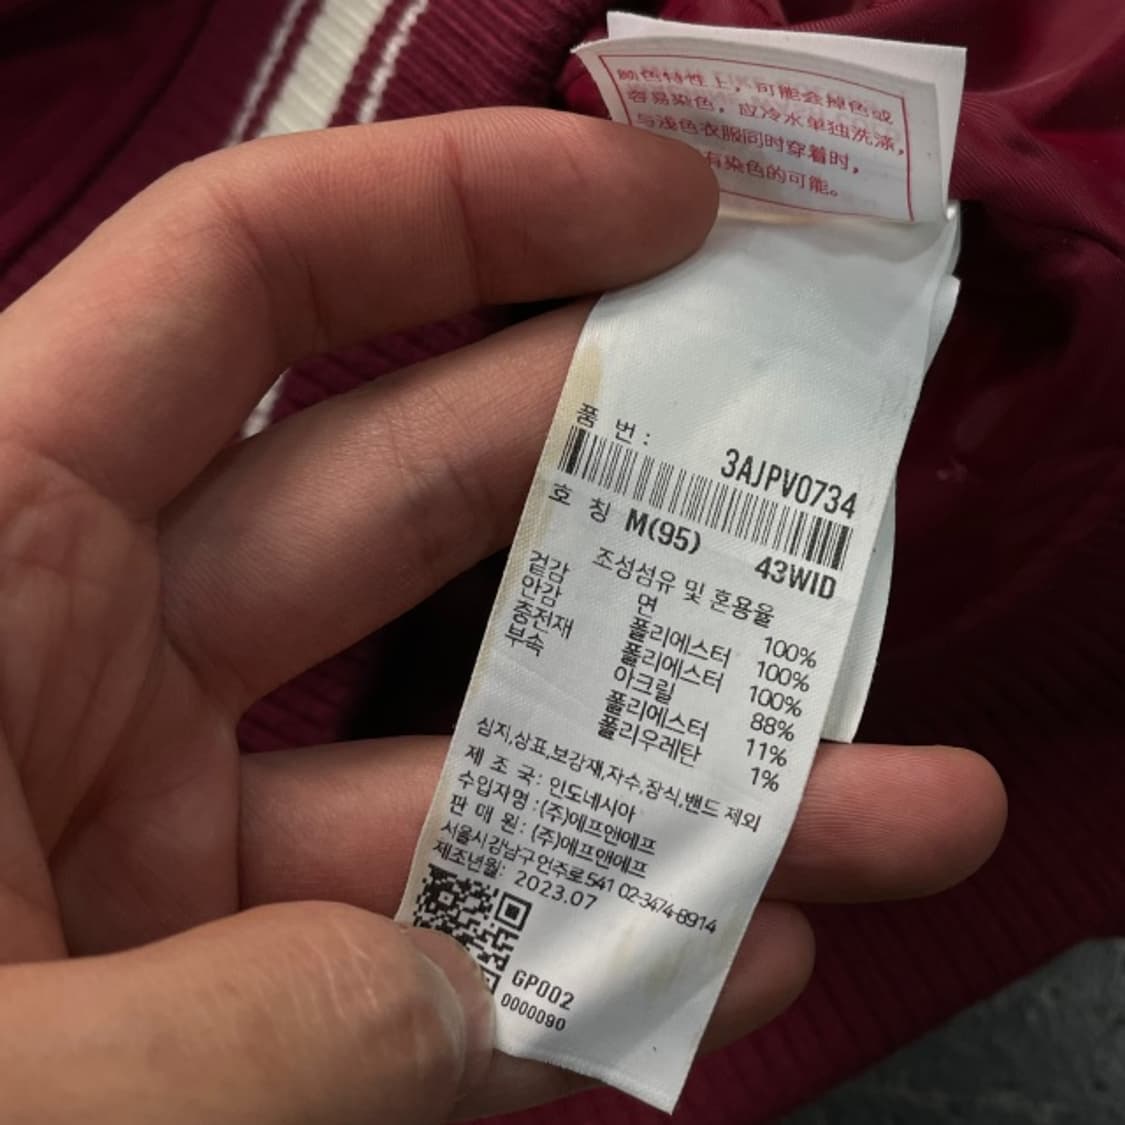 颜色特性上，可能会掉色或
容易染色，应冷水单独洗涤，
与浅色衣服同时穿着时，
有染色的可能。
품 번:
3AJPV0734
호 칭 M(95) 43WID
조성섬유 및 혼용율
겉감 면 100%
안감 폴리에스터 100%
충전재 폴리에스터 100%
부속 아크릴 88%
폴리에스터 11%
폴리우레탄 1%
심지,상표,보강재,자수,장식,밴드 제외
제 조 국: 인도네시아
수입자명:(주)에프앤에프
판 매 원: (주)에프앤에프
서울시 강남구 언주로 541 02-3474-8914
제조년월: 2023.07
GP002
0000090